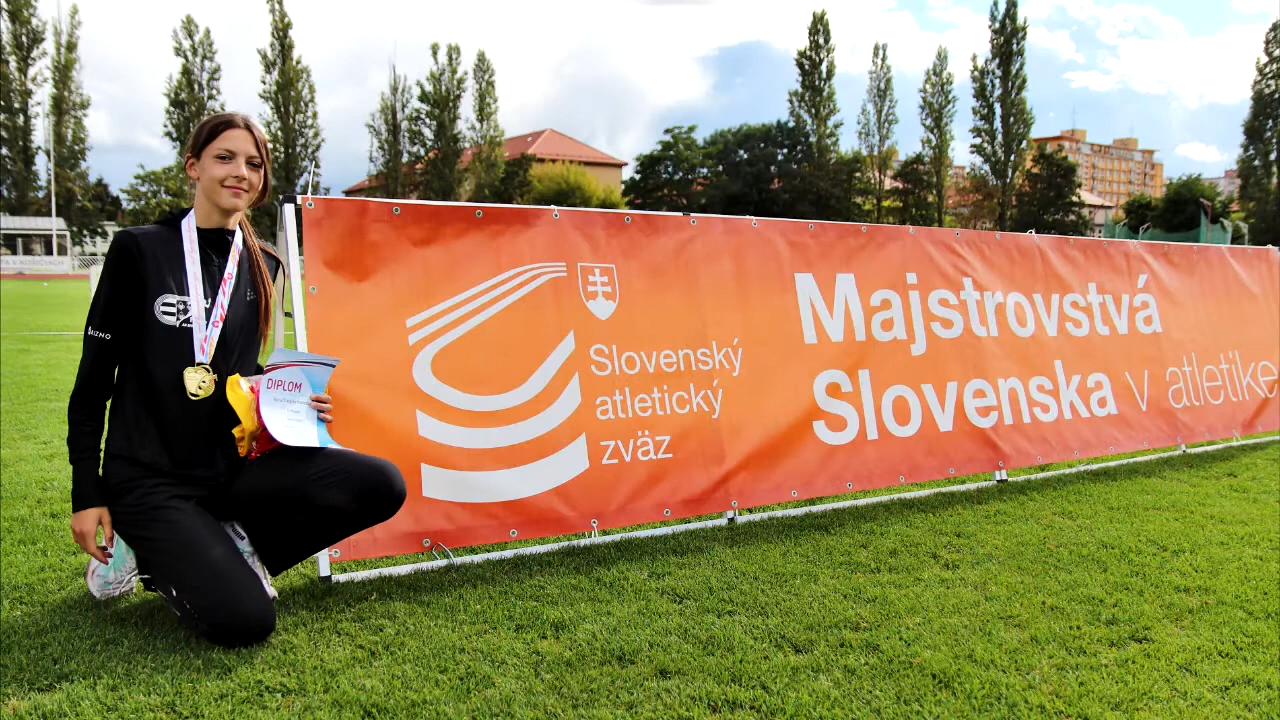 Slovenský
atletický
zväz
Majstrovstvá
Slovenska v atletike
DIPLOM